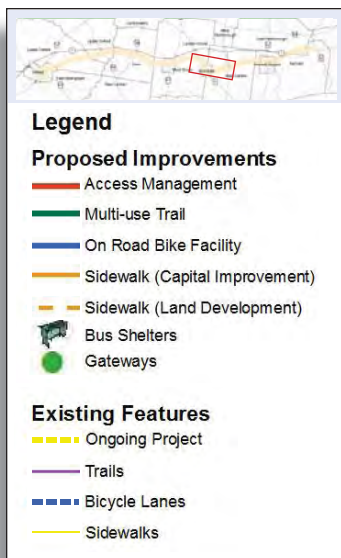 Legend
Proposed Improvements
Access Management
Multi-use Trail
On Road Bike Facility
Sidewalk (Capital Improvement)
Sidewalk (Land Development)
Bus Shelters
Gateways
Existing Features
Ongoing Project
Trails
Bicycle Lanes
Sidewalks